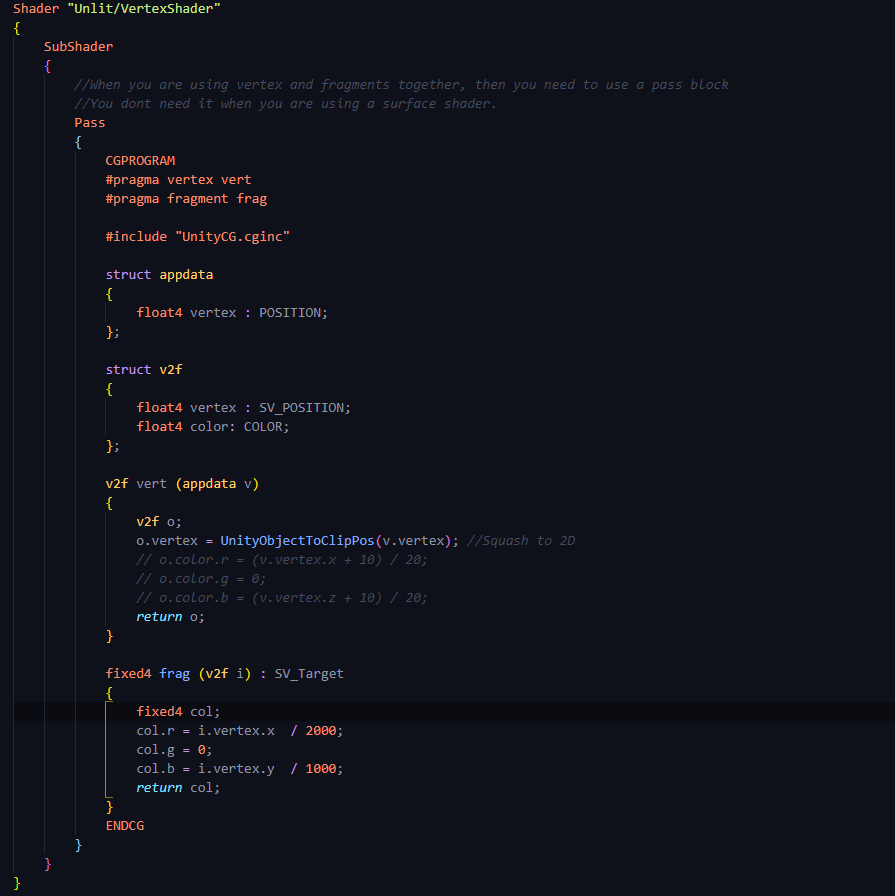 Shader "Unlit/VertexShader"
{
SubShader
{
//When you are using vertex and fragments together, then you need to use a pass block
//You dont need it when you are using a surface shader.
Pass
{
CGPROGRAM
#pragma vertex vert
#pragma fragment frag
#include "UnityCG.cginc"
struct appdata
{
float4 vertex : POSITION;
};
struct v2f
{
float4 vertex : SV_POSITION;
float4 color: COLOR;
};
v2f vert (appdata v)
{
v2f o;
o.vertex = UnityObjectToClipPos(v.vertex); //Squash to 2D
// o.color.r = (v.vertex.x + 10) / 20;
// o.color.g = 0;
// o.color.b = (v.vertex.z + 10) / 20;
return o;
}
fixed4 frag (v2f i) : SV_Target
{
fixed4 col;
col.r = i.vertex.x  / 2000;
col.g = 0;
col.b = i.vertex.y  / 1000;
return col;
}
ENDCG
}
}
}